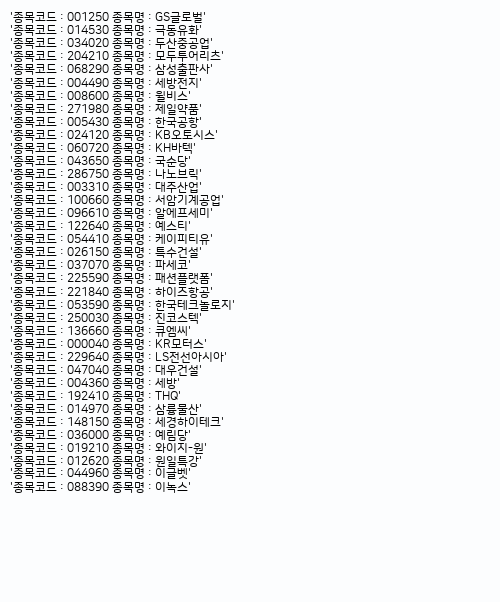 '종목코드 : 001250 종목명 : GS글로벌'
'종목코드 : 014530 종목명 : 극동유화'
'종목코드 : 034020 종목명 : 두산중공업'
'종목코드 : 204210 종목명 : 모두투어리츠'
'종목코드 : 068290 종목명 : 삼성출판사'
'종목코드 : 004490 종목명 : 세방전지'
'종목코드 : 008600 종목명 : 윌비스'
'종목코드 : 271980 종목명 : 제일약품'
'종목코드 : 005430 종목명 : 한국공항'
'종목코드 : 024120 종목명 : KB오토시스'
'종목코드 : 060720 종목명 : KH바텍'
'종목코드 : 043650 종목명 : 국순당'
'종목코드 : 286750 종목명 : 나노브릭'
'종목코드 : 003310 종목명 : 대주산업'
'종목코드 : 100660 종목명 : 서암기계공업'
'종목코드 : 096610 종목명 : 알에프세미'
'종목코드 : 122640 종목명 : 예스티'
'종목코드 : 054410 종목명 : 케이피티유'
'종목코드 : 026150 종목명 : 특수건설'
'종목코드 : 037070 종목명 : 파세코'
'종목코드 : 225590 종목명 : 패션플랫폼'
'종목코드 : 221840 종목명 : 하이즈항공'
'종목코드 : 053590 종목명 : 한국테크놀로지'
'종목코드 : 250030 종목명 : 진코스텍'
'종목코드 : 136660 종목명 : 큐엠씨'
'종목코드 : 000040 종목명 : KR모터스'
'종목코드 : 229640 종목명 : LS전선아시아'
'종목코드 : 047040 종목명 : 대우건설'
'종목코드 : 004360 종목명 : 세방'
'종목코드 : 192410 종목명 : THQ'
'종목코드 : 014970 종목명 : 삼륭물산'
'종목코드 : 148150 종목명 : 세경하이테크'
'종목코드 : 036000 종목명 : 예림당'
'종목코드 : 019210 종목명 : 와이지-원'
'종목코드 : 012620 종목명 : 원일특강'
'종목코드 : 044960 종목명 : 이글벳'
'종목코드 : 088390 종목명 : 이녹스'